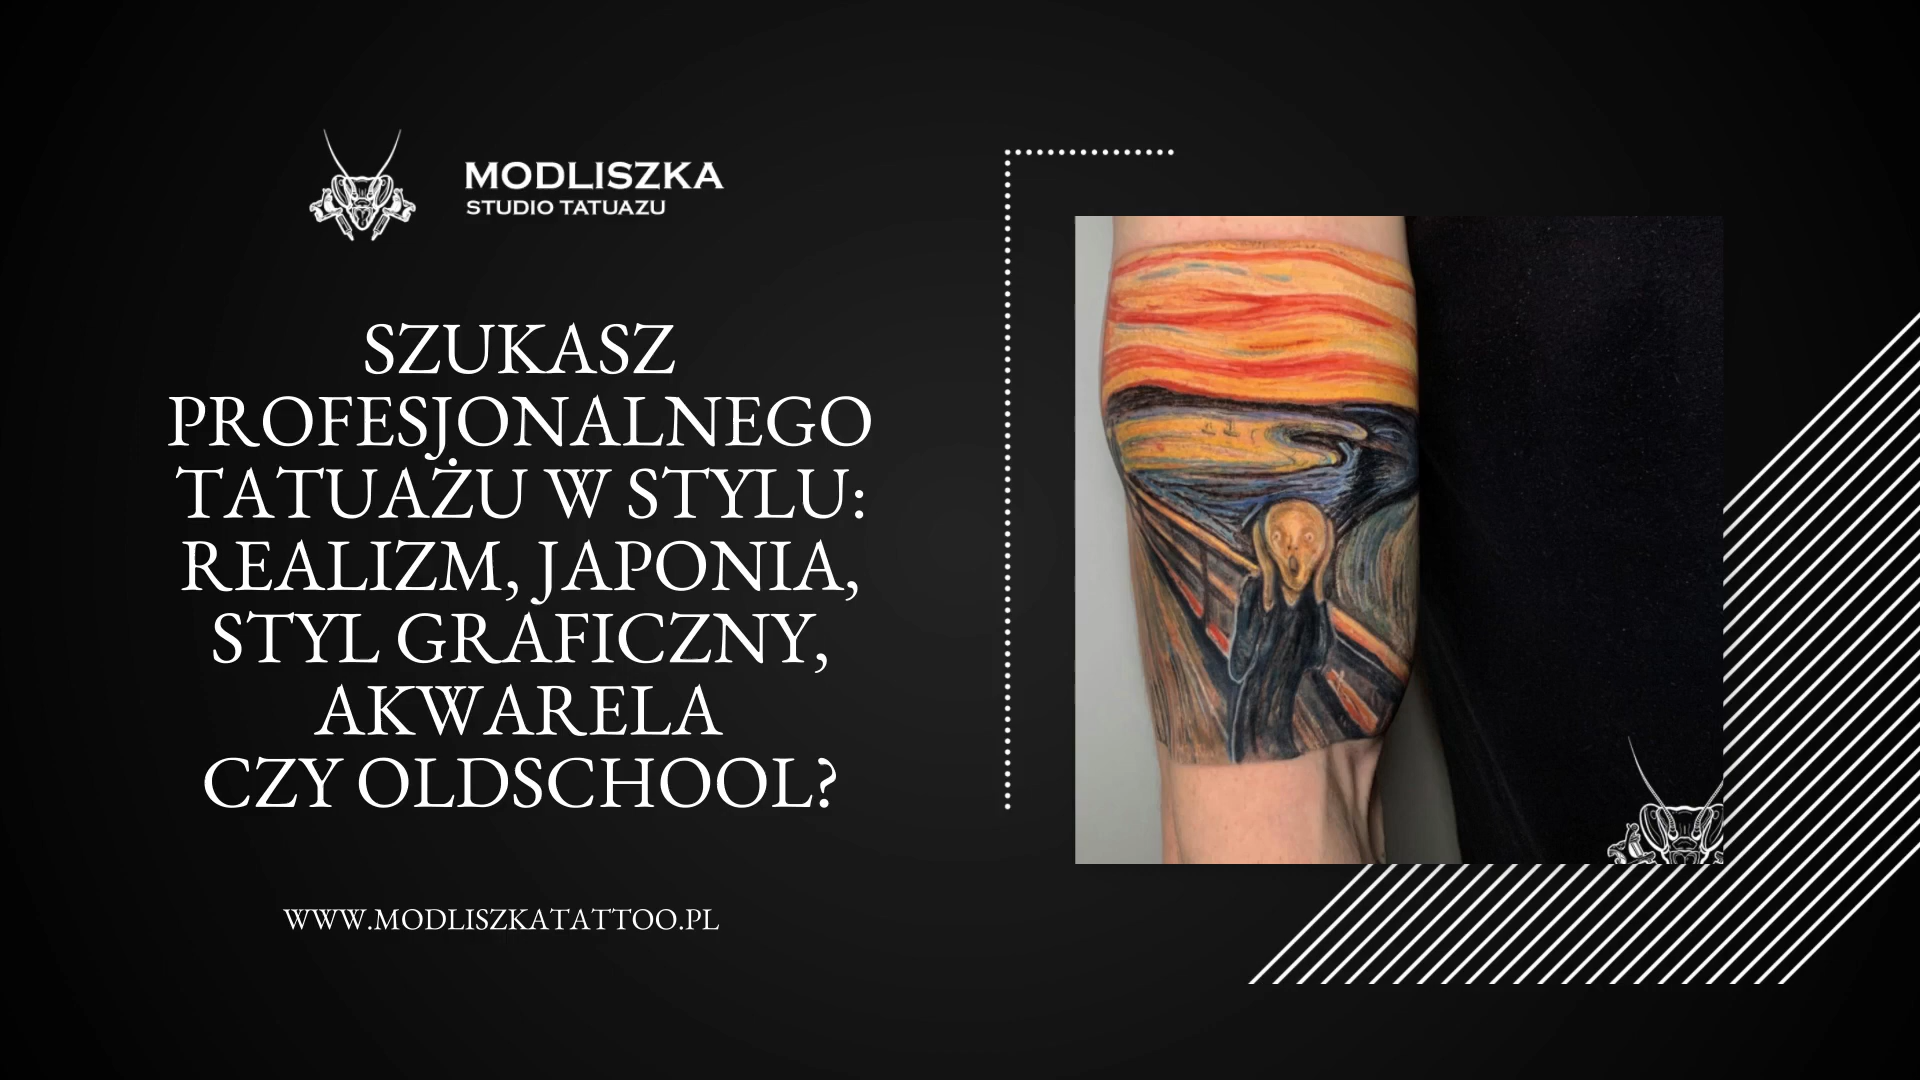 MODLISZKA
STUDIO TATUAZU
SZUKASZ
PROFESJONALNEGO
TATUAŻU W STYLU:
REALIZM, JAPONIA,
STYL GRAFICZNY,
AKWARELA
CZY OLDSCHOOL?
WWW.MODLISZKATATTOO.PL